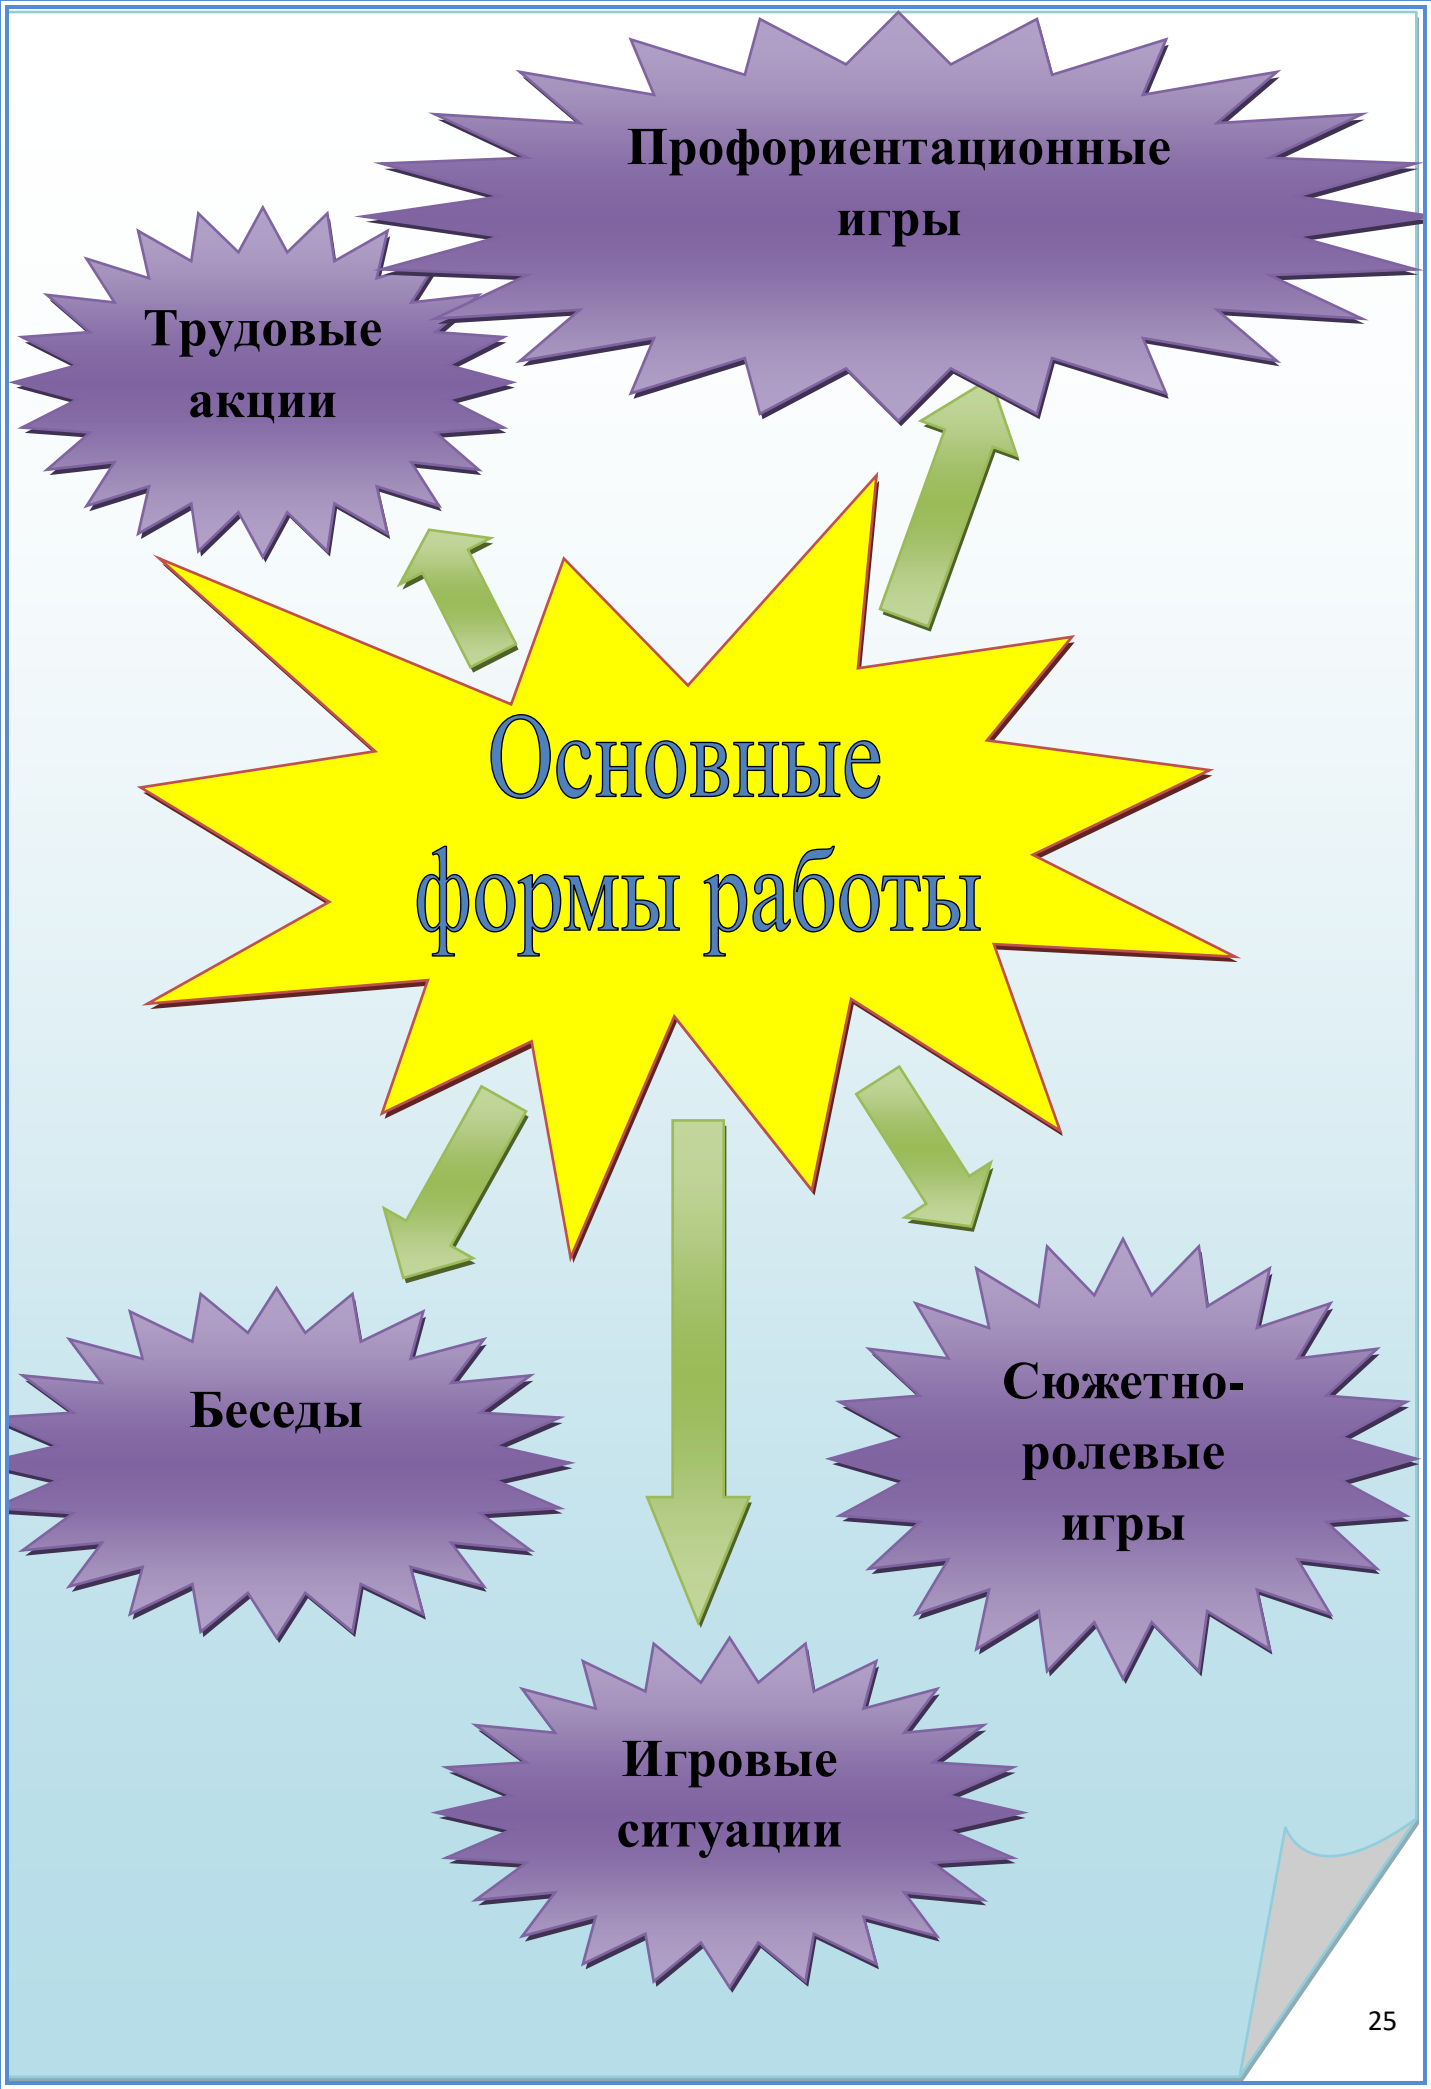 Профориентационные
игры
Трудовые
акции
Основные
формы работы
Беседы
Сюжетно-
ролевые
игры
Игровые
ситуации
25